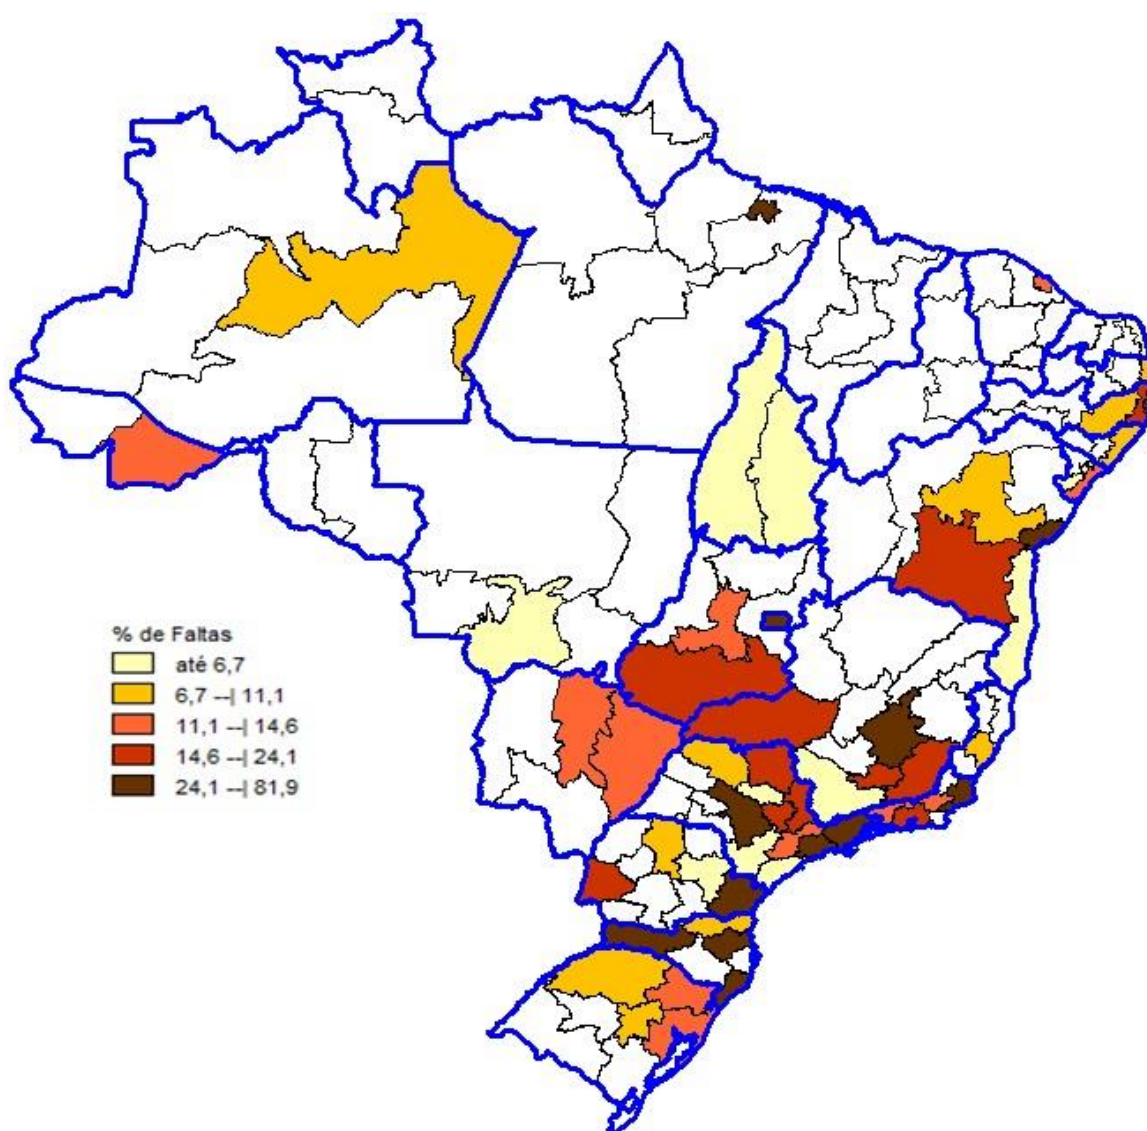 % de Faltas
até 6,7
6,7 --| 11,1
11,1 --| 14,6
14,6 --| 24,1
24,1 --| 81,9